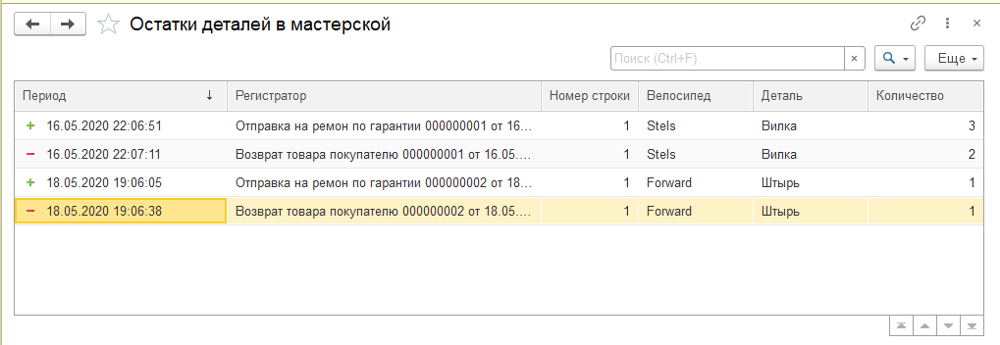 Остатки деталей в мастерской
Поиск (Ctrl+F) × Еще
Период ↓ Регистратор Номер строки Велосипед Деталь Количество
+ 16.05.2020 22:06:51 Отправка на ремон по гарантии 000000001 от 16... 1 Stels Вилка 3
− 16.05.2020 22:07:11 Возврат товара покупателю 000000001 от 16.05.... 1 Stels Вилка 2
+ 18.05.2020 19:06:05 Отправка на ремон по гарантии 000000002 от 18... 1 Forward Штырь 1
− 18.05.2020 19:06:38 Возврат товара покупателю 000000002 от 18.05.... 1 Forward Штырь 1